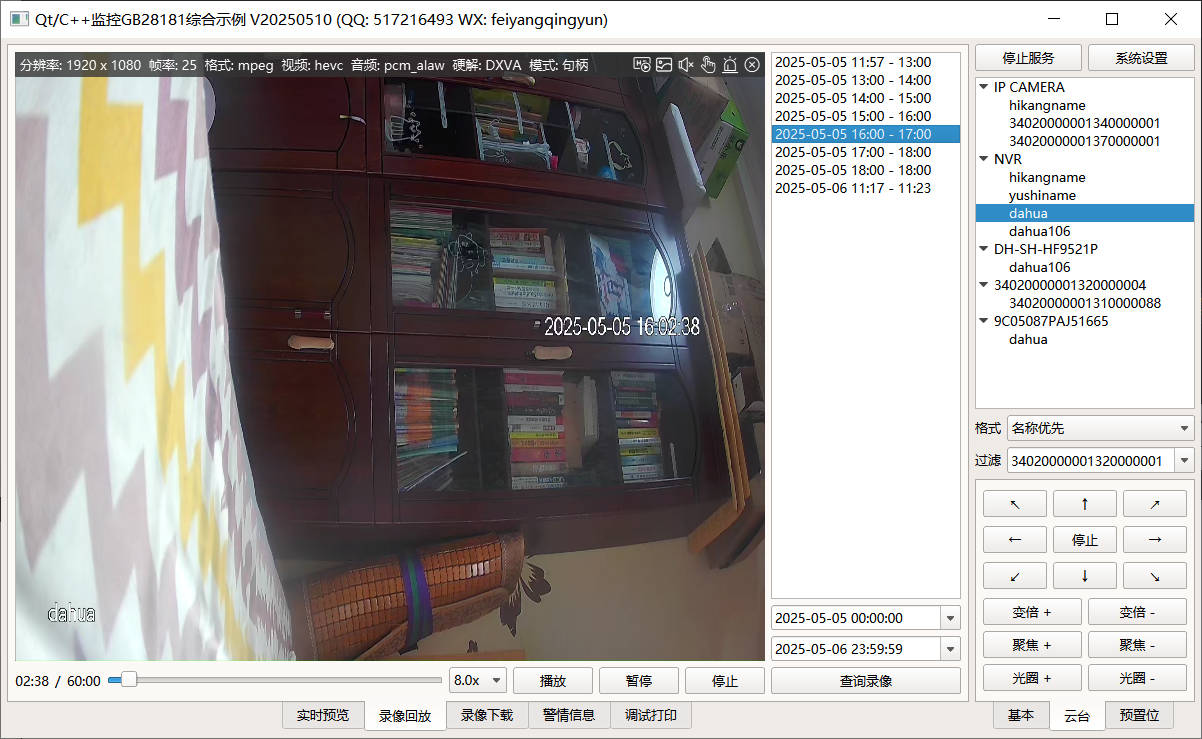 Qt/C++监控GB28181综合示例 V20250510 (QQ: 517216493 WX: feiyangqingyun)
分辨率: 1920 x 1080 帧率: 25 格式: mpeg 视频: hevc 音频: pcm_alaw 硬解: DXVA 模式: 句柄
2025-05-05 16:02:38
dahua
02:38 / 60:00
8.0x
播放
暂停
停止
2025-05-05 11:57 - 13:00
2025-05-05 13:00 - 14:00
2025-05-05 14:00 - 15:00
2025-05-05 15:00 - 16:00
2025-05-05 16:00 - 17:00
2025-05-05 17:00 - 18:00
2025-05-05 18:00 - 18:00
2025-05-06 11:17 - 11:23
2025-05-05 00:00:00
2025-05-06 23:59:59
查询录像
停止服务
系统设置
IP CAMERA
hikangname
34020000001340000001
34020000001370000001
NVR
hikangname
yushiname
dahua
dahua106
DH-SH-HF9521P
dahua106
34020000001320000004
34020000001310000088
9C05087PAJ51665
dahua
格式 名称优先
过滤 34020000001320000001
↖ ↑ ↗
← 停止 →
↙ ↓ ↘
变倍 + 变倍 -
聚焦 + 聚焦 -
光圈 + 光圈 -
实时预览 录像回放 录像下载 警情信息 调试打印
基本 云台 预置位